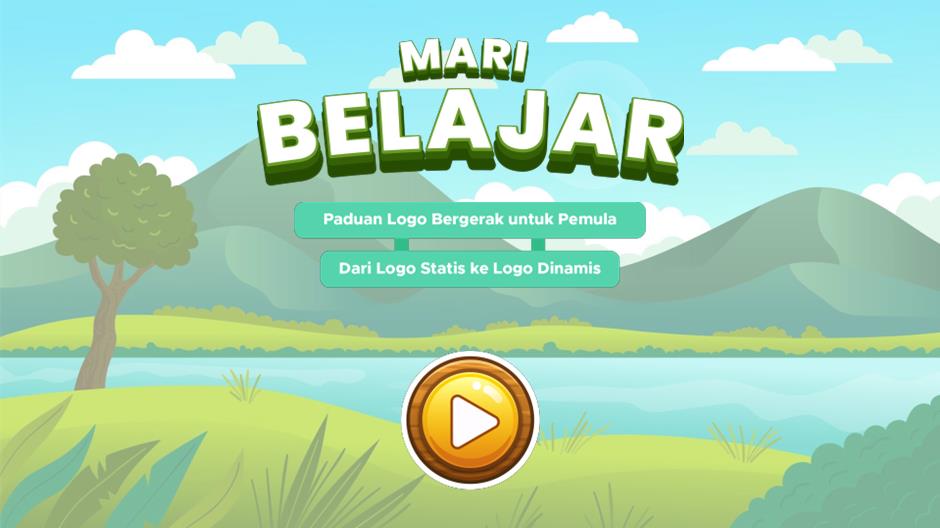 MARI
BELAJAR
Paduan Logo Bergerak untuk Pemula
Dari Logo Statis ke Logo Dinamis